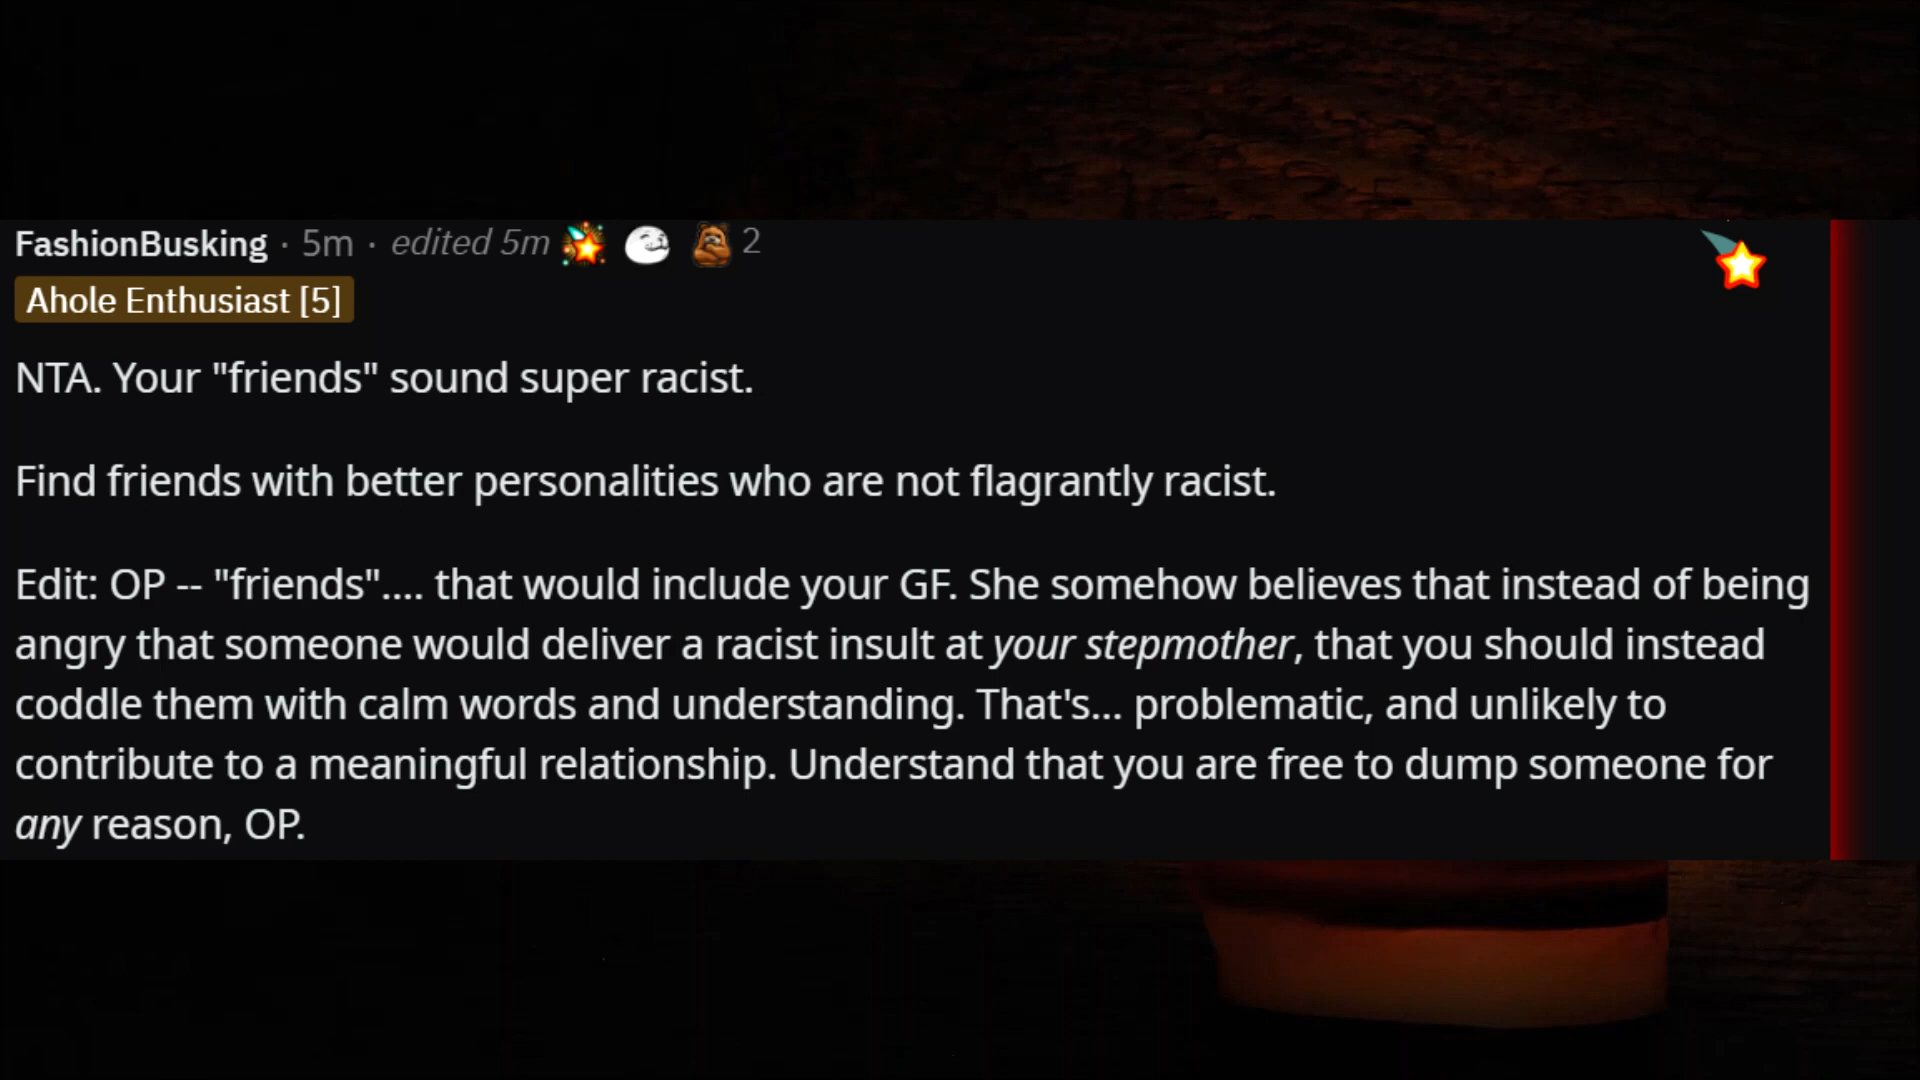 FashionBusking · 5m · edited 5m 2
Ahole Enthusiast [5]
NTA. Your "friends" sound super racist.
Find friends with better personalities who are not flagrantly racist.
Edit: OP -- "friends".... that would include your GF. She somehow believes that instead of being
angry that someone would deliver a racist insult at your stepmother, that you should instead
coddle them with calm words and understanding. That's... problematic, and unlikely to
contribute to a meaningful relationship. Understand that you are free to dump someone for
any reason, OP.